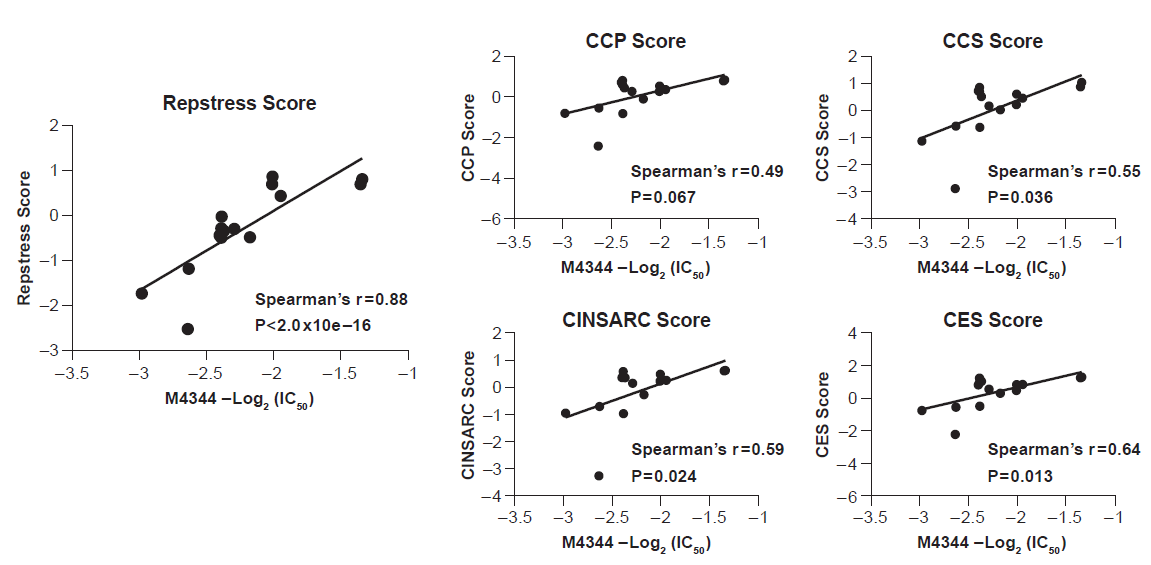 Repstress Score
2
1
0
−1
−2
−3
Repstress Score
Spearman's r=0.88
P<2.0x10e−16
−3.5 −3 −2.5 −2 −1.5 −1
M4344 −Log2 (IC50)
CCP Score
2
0
−2
−4
−6
CCP Score
Spearman's r=0.49
P=0.067
−3.5 −3 −2.5 −2 −1.5 −1
M4344 −Log2 (IC50)
CCS Score
2
1
0
−1
−2
−3
−4
CCS Score
Spearman's r=0.55
P=0.036
−3.5 −3 −2.5 −2 −1.5 −1
M4344 −Log2 (IC50)
CINSARC Score
2
1
0
−1
−2
−3
−4
CINSARC Score
Spearman's r=0.59
P=0.024
−3.5 −3 −2.5 −2 −1.5 −1
M4344 −Log2 (IC50)
CES Score
4
2
0
−2
−4
−6
CES Score
Spearman's r=0.64
P=0.013
−3.5 −3 −2.5 −2 −1.5 −1
M4344 −Log2 (IC50)